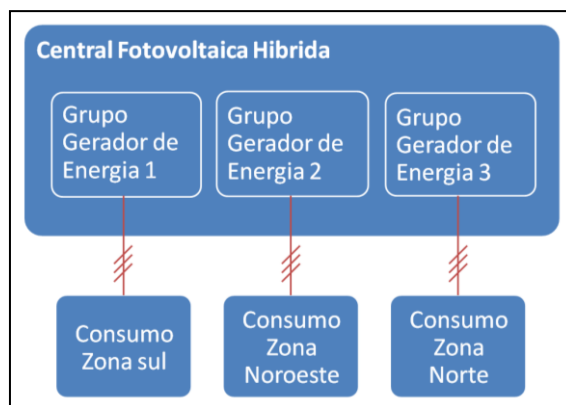 Central Fotovoltaica Hibrida
Grupo
Gerador de
Energia 1
Grupo
Gerador de
Energia 2
Grupo
Gerador de
Energia 3
Consumo
Zona sul
Consumo
Zona
Noroeste
Consumo
Zona
Norte